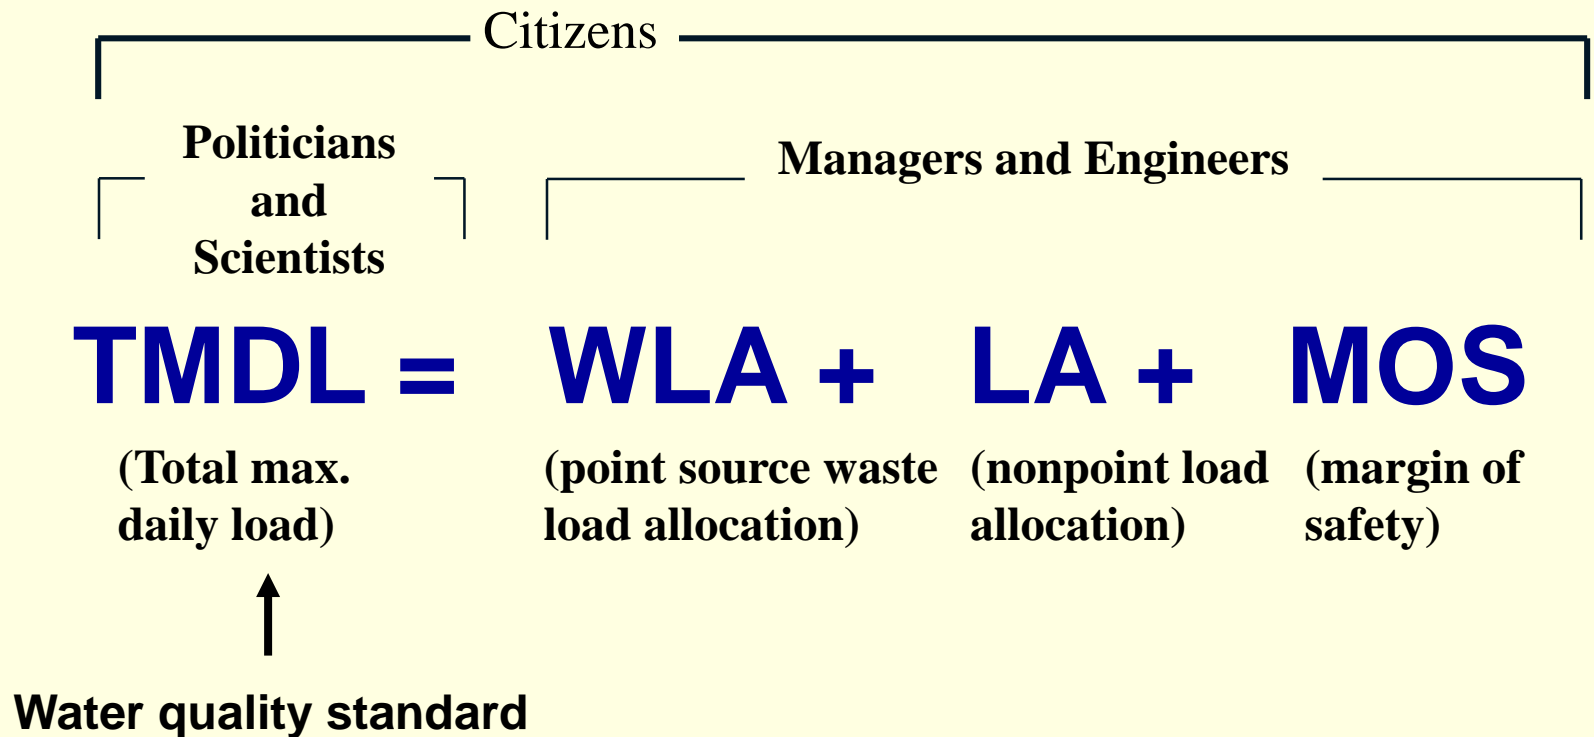 Citizens
Politicians
and
Scientists
Managers and Engineers
TMDL = WLA + LA + MOS
(Total max.
daily load)
(point source waste
load allocation)
(nonpoint load
allocation)
(margin of
safety)
Water quality standard